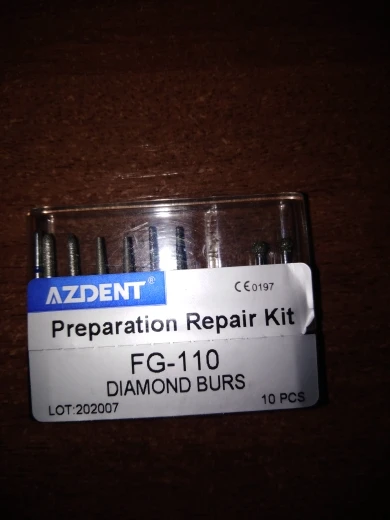 AZDENT® CE0197
Preparation Repair Kit
FG-110
DIAMOND BURS
LOT:202007 10 PCS